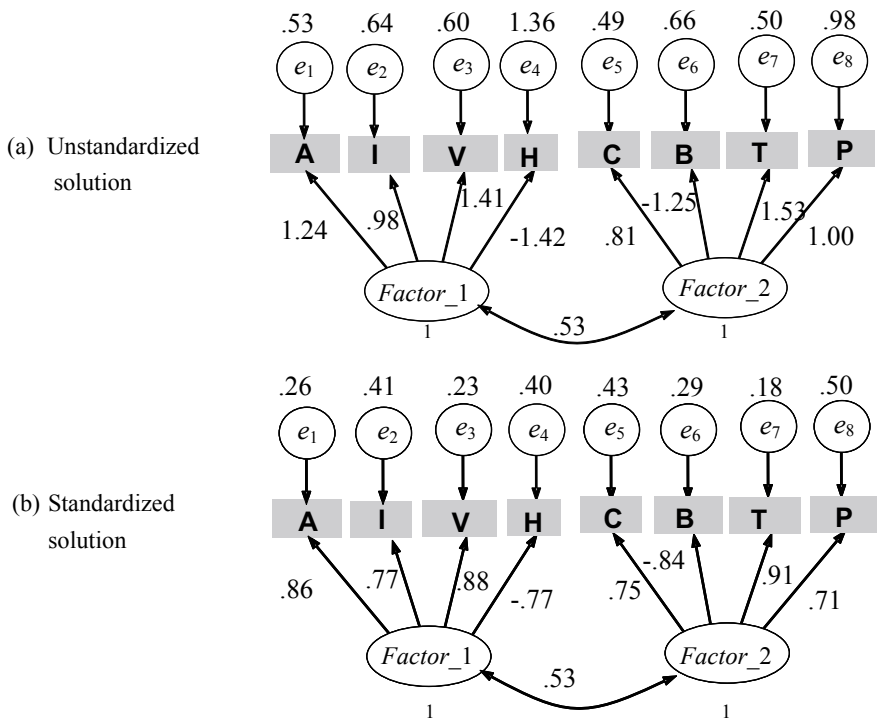 .53 .64 .60 1.36 .49 .66 .50 .98
e1 e2 e3 e4 e5 e6 e7 e8
A I V H C B T P
(a) Unstandardized
solution
1.24 .98 1.41 -1.42 .81 -1.25 1.53 1.00
Factor_1 Factor_2
1 .53 1
.26 .41 .23 .40 .43 .29 .18 .50
e1 e2 e3 e4 e5 e6 e7 e8
A I V H C B T P
(b) Standardized
solution
.86 .77 .88 -.77 .75 -.84 .91 .71
Factor_1 Factor_2
.53
1 1